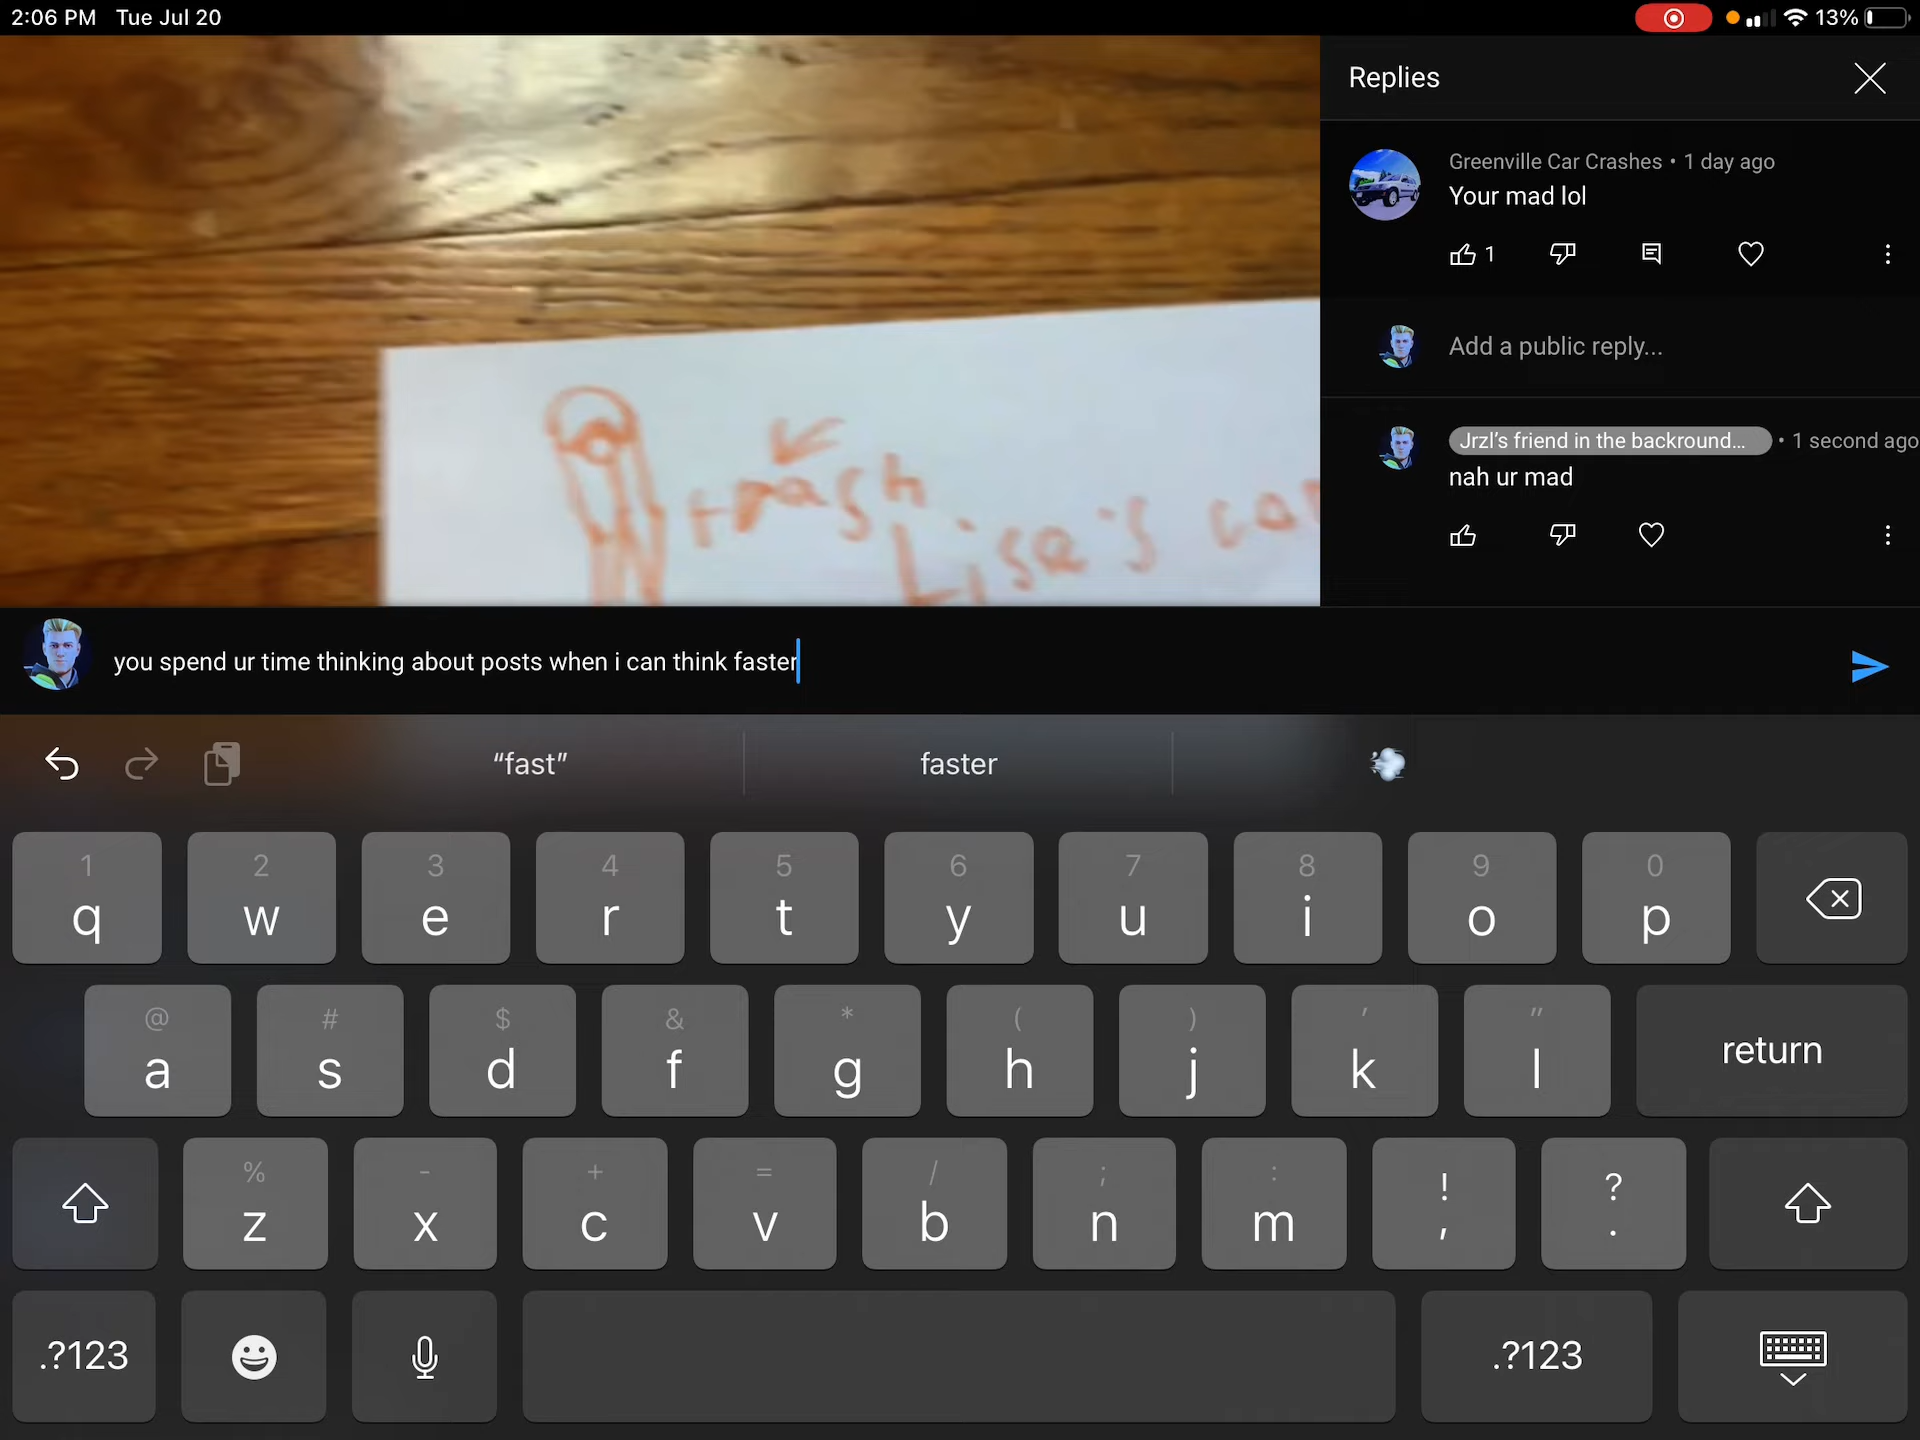 2:06 PM Tue Jul 20
13%
Replies
Greenville Car Crashes • 1 day ago
Your mad lol
1
Add a public reply...
Jrzl's friend in the backround... • 1 second ago
nah ur mad
trash
Lisa's
you spend ur time thinking about posts when i can think faster
“fast” faster
1 2 3 4 5 6 7 8 9 0
q w e r t y u i o p
@ # $ & * ( ) ' "
a s d f g h j k l return
% - + = / ; : ! ?
z x c v b n m , .
.?123 .?123